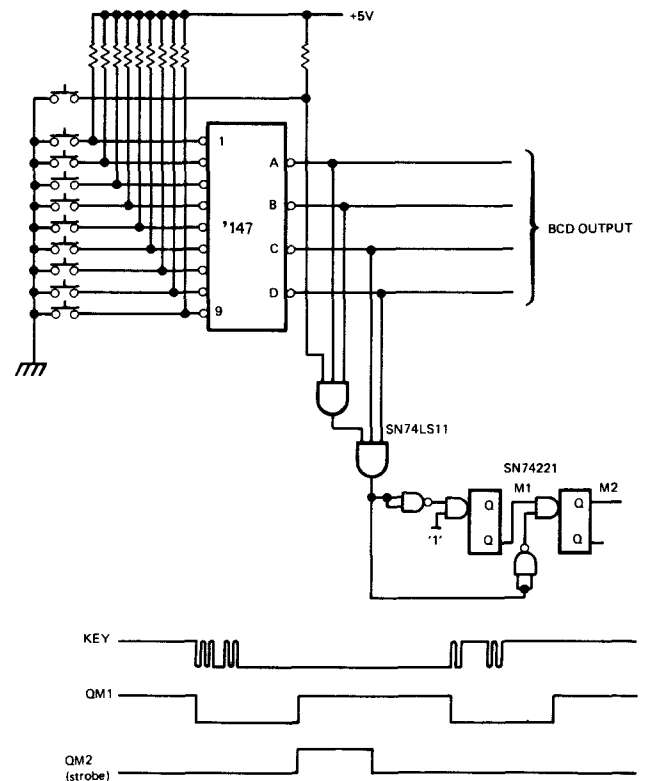 +5V
1
A
B
'147
C
BCD OUTPUT
D
9
SN74LS11
SN74221
M1
M2
Q
Q
'1'
Q
Q
KEY
QM1
QM2
(strobe)